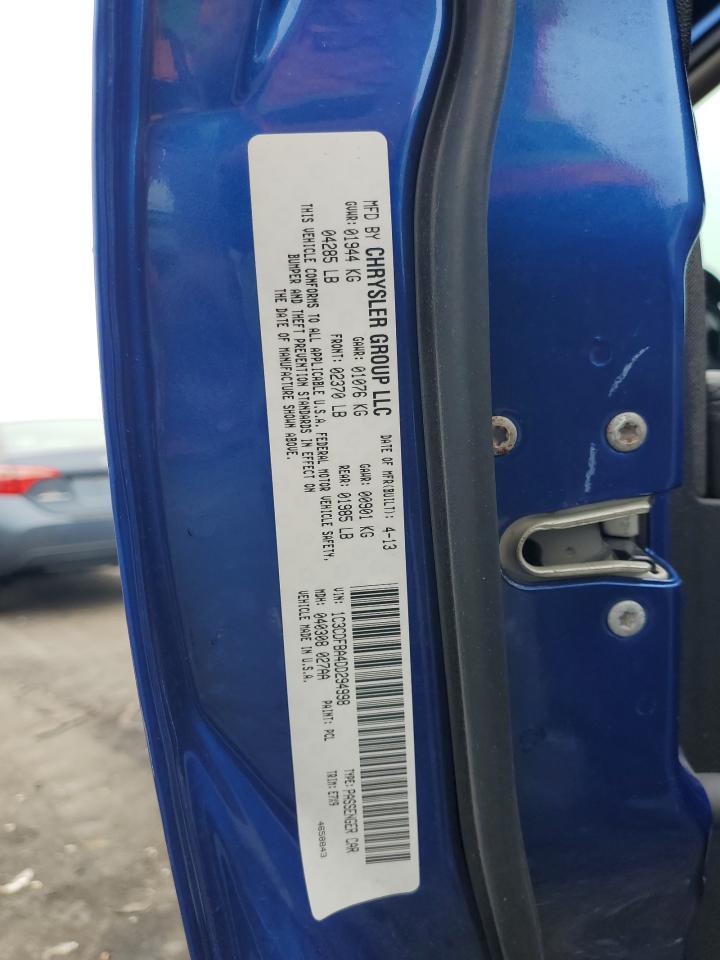 MFD BY CHRYSLER GROUP LLC DATE OF MFR(BUILT): 4-13
GVWR: 01944 KG GAWR: 01076 KG GAWR: 00901 KG
04285 LB FRONT: 02370 LB REAR: 01985 LB
THIS VEHICLE CONFORMS TO ALL APPLICABLE U.S.A. FEDERAL MOTOR VEHICLE SAFETY,
BUMPER AND THEFT PREVENTION STANDARDS IN EFFECT ON
THE DATE OF MANUFACTURE SHOWN ABOVE.
VIN: 1C3CDFBA4DD294998 TYPE: PASSENGER CAR
MDH: 040308 027AA PAINT: PCL TRIM: E7X9
VEHICLE MADE IN U.S.A. 4650843